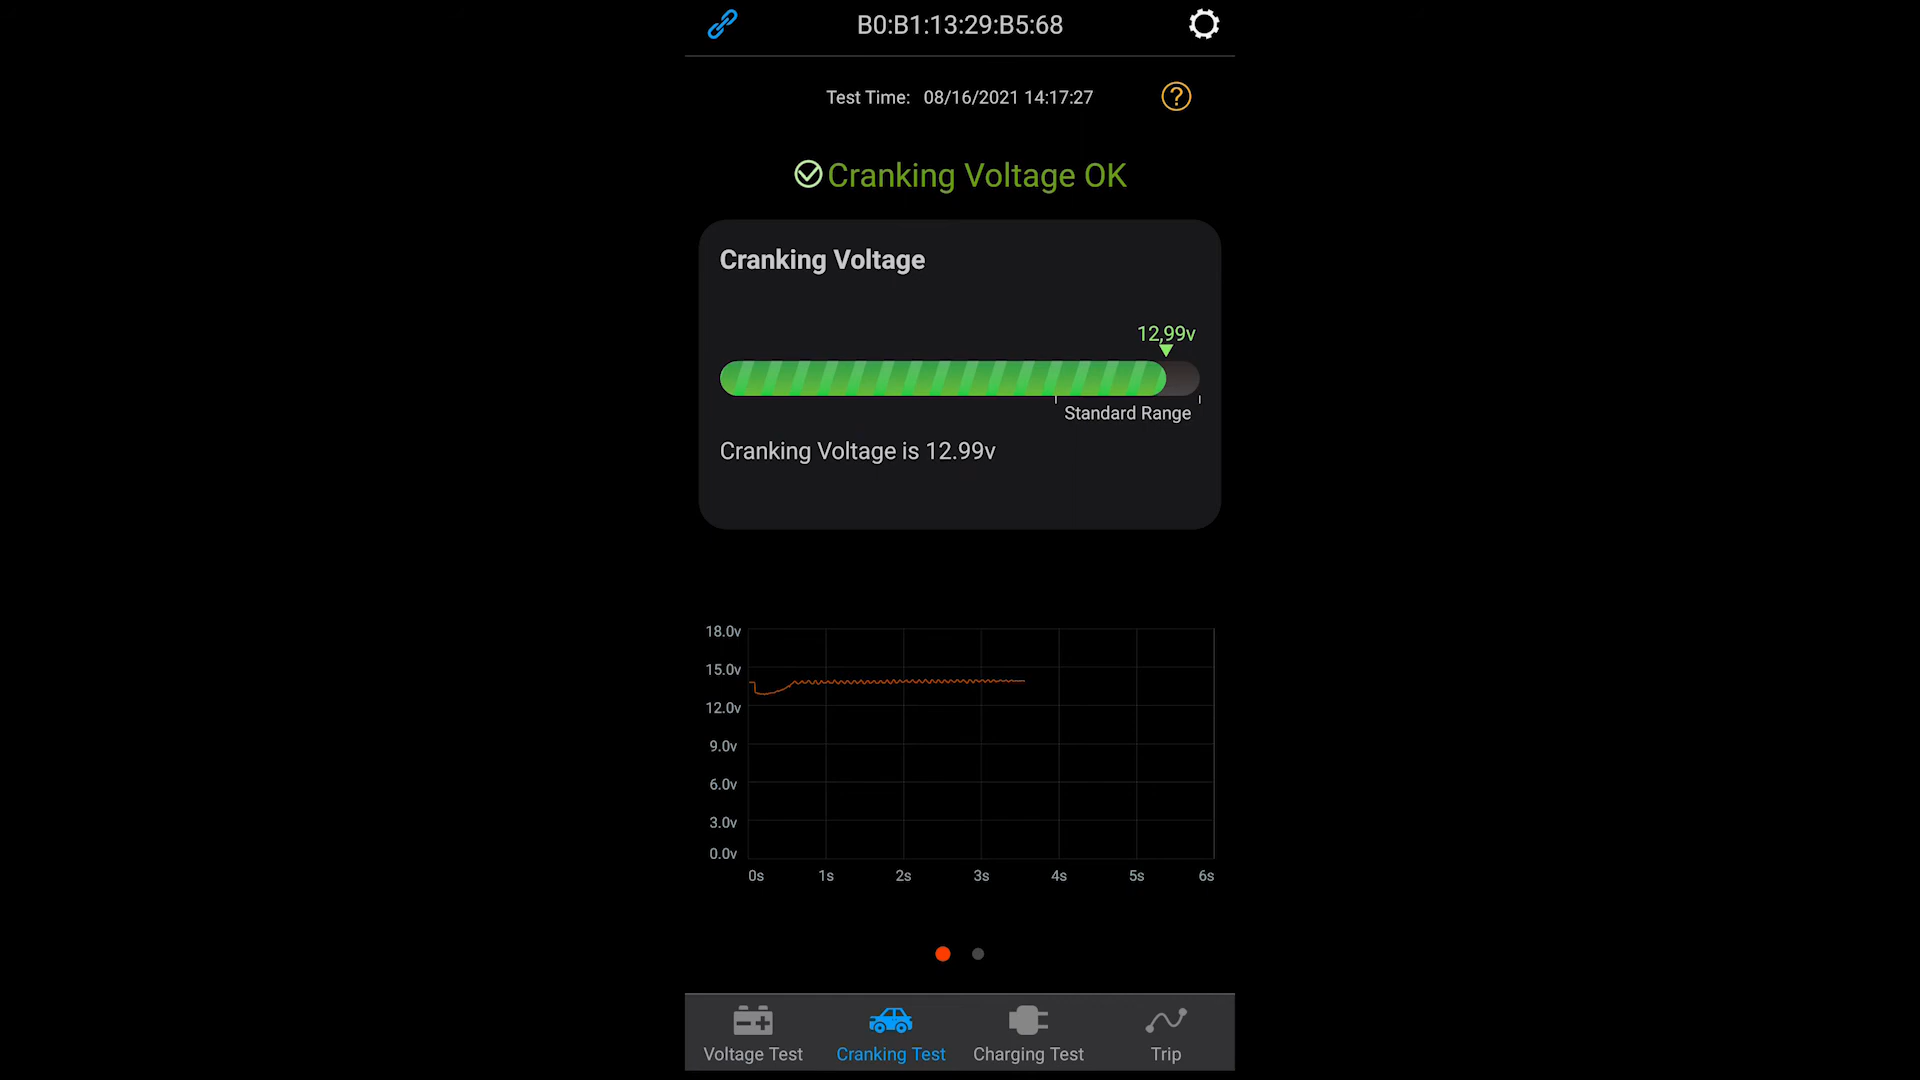 B0:B1:13:29:B5:68
Test Time: 08/16/2021 14:17:27
?
Cranking Voltage OK
Cranking Voltage
12,99v
Standard Range
Cranking Voltage is 12.99v
18.0v
15.0v
12.0v
9.0v
6.0v
3.0v
0.0v
0s 1s 2s 3s 4s 5s 6s
Voltage Test Cranking Test Charging Test Trip